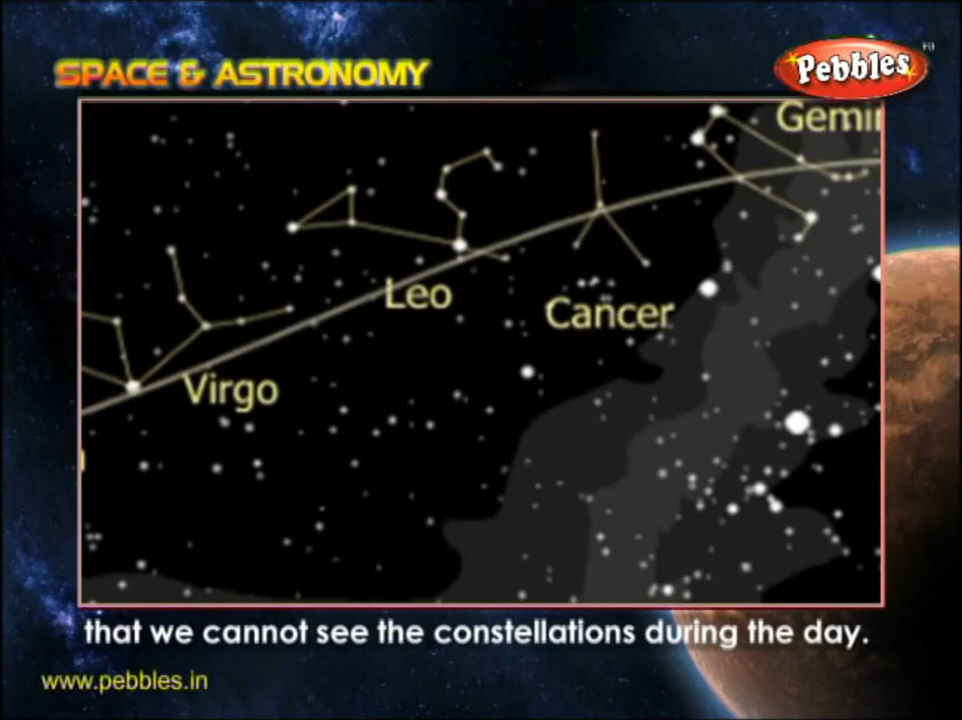 SPACE & ASTRONOMY
Pebbles
Gemin
Leo
Cancer
Virgo
that we cannot see the constellations during the day.
www.pebbles.in